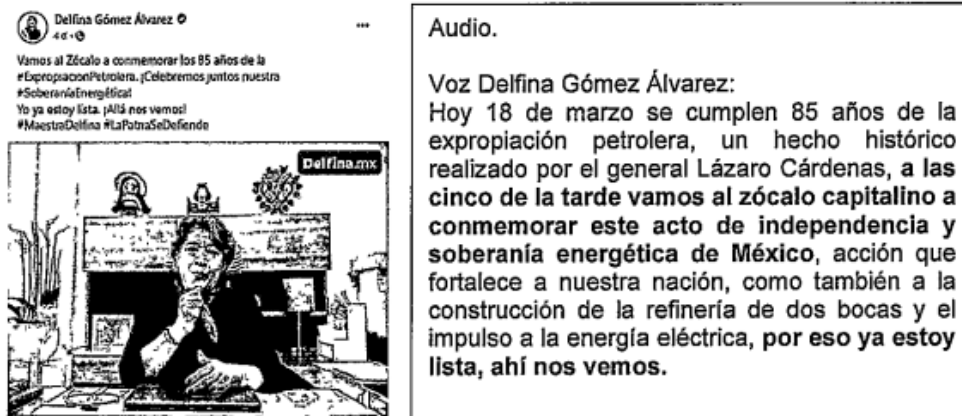 Delfina Gómez Álvarez
4 d
Vamos al Zócalo a conmemorar los 85 años de la
#ExpropiacionPetrolera. ¡Celebremos juntos nuestra
#SoberaníaEnergética!
Yo ya estoy lista. ¡Allá nos vemos!
#MaestraDelfina #LaPatriaSeDefiende
Delfina.mx
Audio.
Voz Delfina Gómez Álvarez:
Hoy 18 de marzo se cumplen 85 años de la
expropiación petrolera, un hecho histórico
realizado por el general Lázaro Cárdenas, a las
cinco de la tarde vamos al zócalo capitalino a
conmemorar este acto de independencia y
soberanía energética de México, acción que
fortalece a nuestra nación, como también a la
construcción de la refinería de dos bocas y el
impulso a la energía eléctrica, por eso ya estoy
lista, ahí nos vemos.